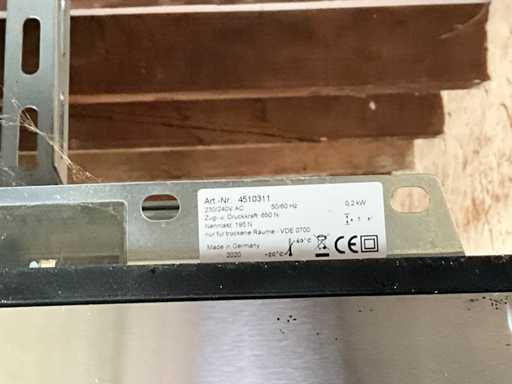 Art.-Nr. 4510311
230/240V AC 50/60 Hz 0,2 kW
Zug- u. Druckkraft 650 N
Nennlast: 195 N
nur für trockene Räume - VDE 0700
Made in Germany
2020 -20°C